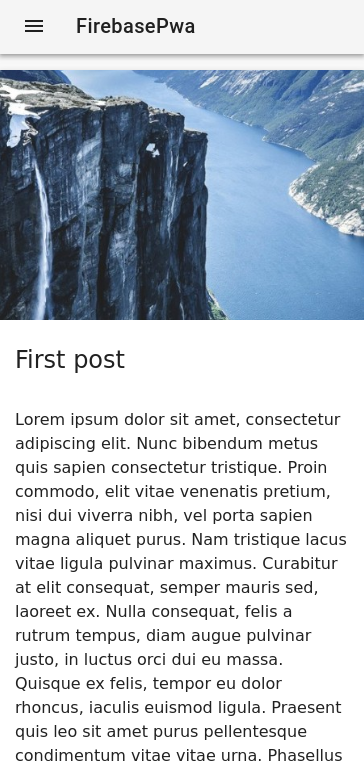 FirebasePwa
First post
Lorem ipsum dolor sit amet, consectetur
adipiscing elit. Nunc bibendum metus
quis sapien consectetur tristique. Proin
commodo, elit vitae venenatis pretium,
nisi dui viverra nibh, vel porta sapien
magna aliquet purus. Nam tristique lacus
vitae ligula pulvinar maximus. Curabitur
at elit consequat, semper mauris sed,
laoreet ex. Nulla consequat, felis a
rutrum tempus, diam augue pulvinar
justo, in luctus orci dui eu massa.
Quisque ex felis, tempor eu dolor
rhoncus, iaculis euismod ligula. Praesent
quis leo sit amet purus pellentesque
condimentum vitae vitae urna. Phasellus